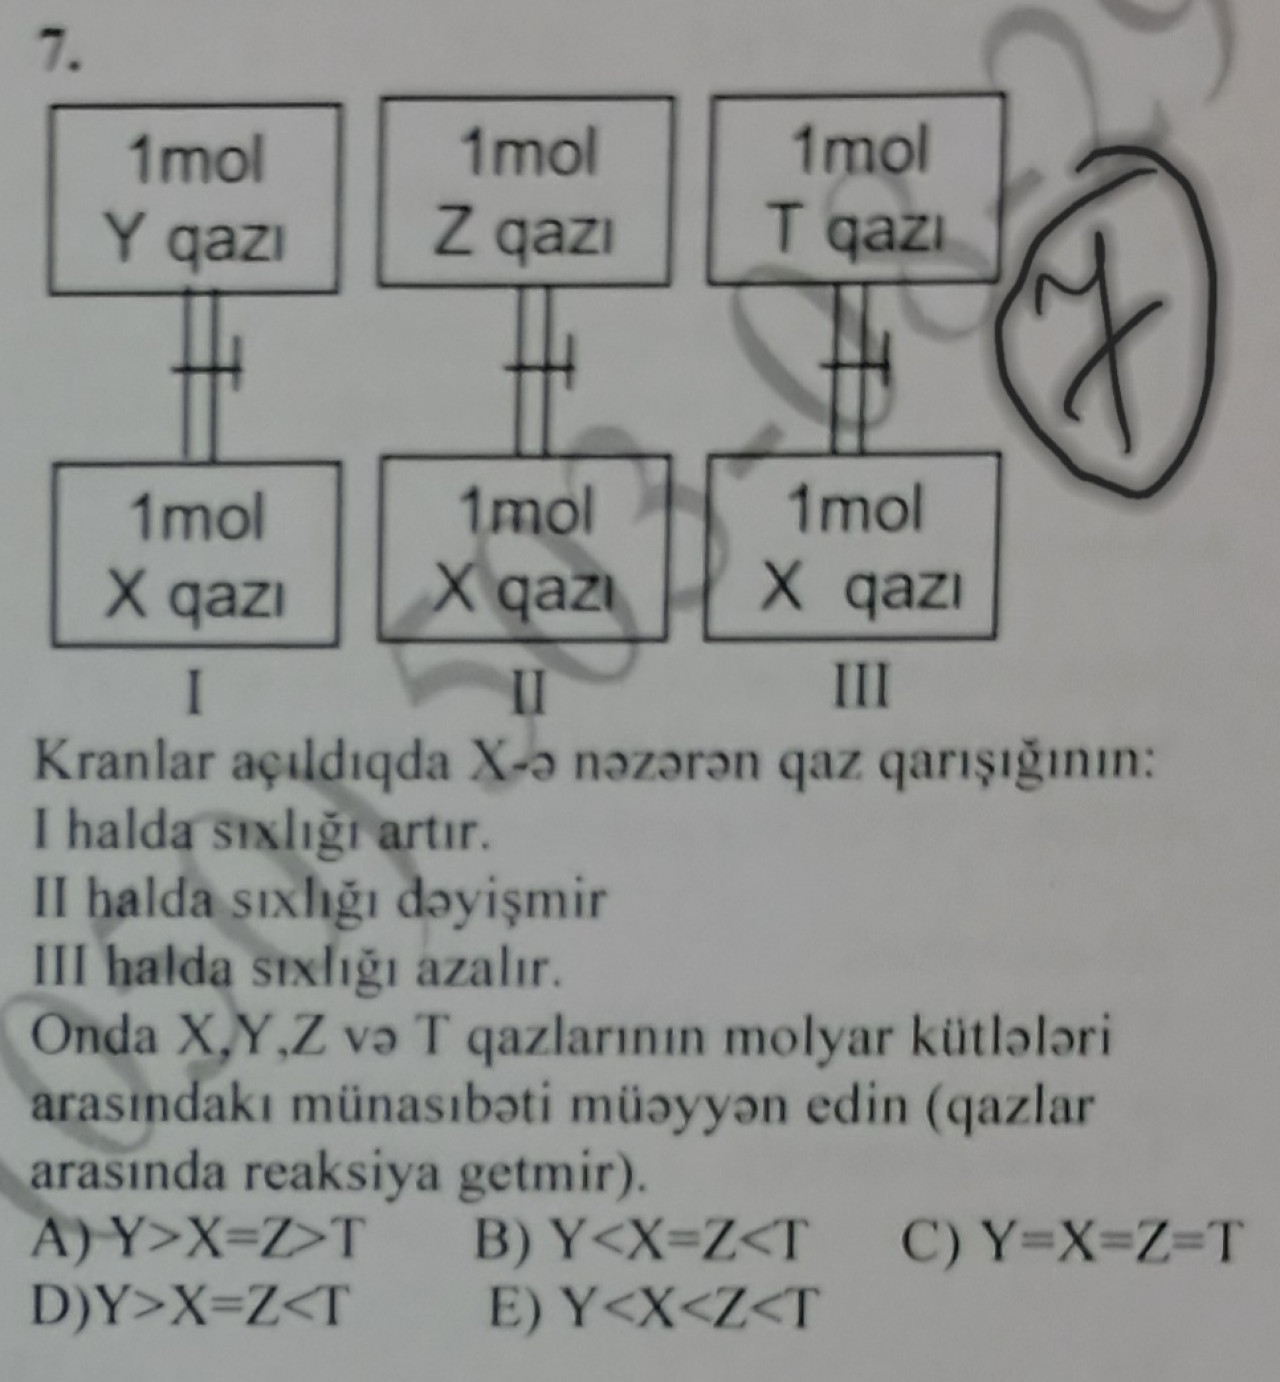 7.
1mol 1mol 1mol
Y qazı Z qazı T qazı
1mol 1mol 1mol
X qazı X qazı X qazı
I II III
Kranlar açıldıqda X-ə nəzərən qaz qarışığının:
I halda sıxlığı artır.
II halda sıxlığı dəyişmir
III halda sıxlığı azalır.
Onda X,Y,Z və T qazlarının molyar kütlələri
arasındakı münasıbəti müəyyən edin (qazlar
arasında reaksiya getmir).
A) Y>X=Z>T B) Y<X=Z<T C) Y=X=Z=T
D)Y>X=Z<T E) Y<X<Z<T